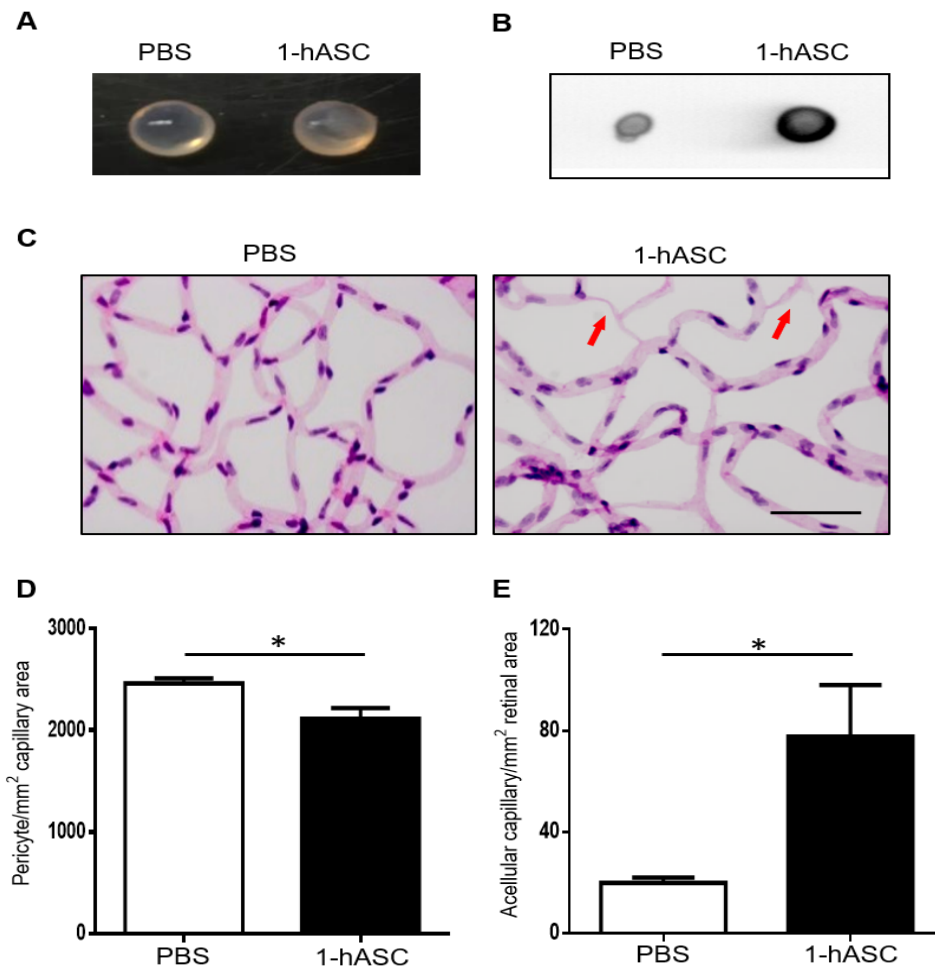 A
PBS 1-hASC
B
PBS 1-hASC
C
PBS 1-hASC
D
Pericyte/mm² capillary area
3000
2000
1000
0
*
PBS 1-hASC
E
Acellular capillary/mm² retinal area
120
80
40
0
*
PBS 1-hASC